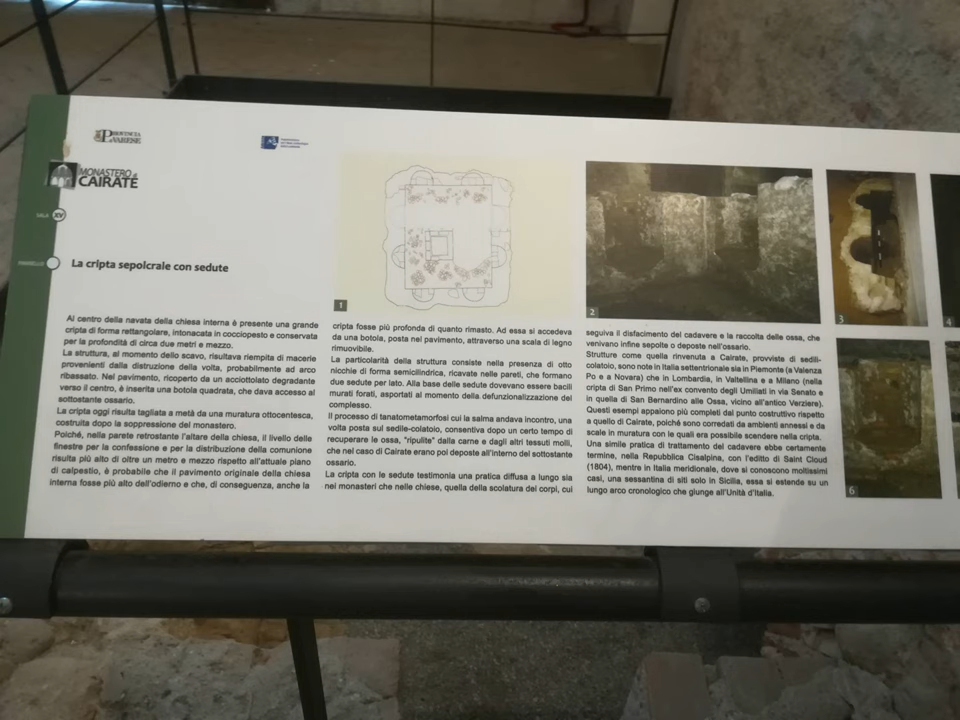 PROVINCIA
VARESE
MONASTERO di
CAIRATE
SALA XV
PANNELLO
La cripta sepolcrale con sedute
Al centro della navata della chiesa interna è presente una grande
cripta di forma rettangolare, intonacata in cocciopesto e conservata
per la profondità di circa due metri e mezzo.
La struttura, al momento dello scavo, risultava riempita di macerie
provenienti dalla distruzione della volta, probabilmente ad arco
ribassato. Nel pavimento, ricoperto da un acciottolato degradante
verso il centro, è inserita una botola quadrata, che dava accesso al
sottostante ossario.
La cripta oggi risulta tagliata a metà da una muratura ottocentesca,
costruita dopo la soppressione del monastero.
Poiché, nella parete retrostante l'altare della chiesa, il livello delle
finestre per la confessione e per la distribuzione della comunione
risulta più alto di oltre un metro e mezzo rispetto all'attuale piano
di calpestio, è probabile che il pavimento originale della chiesa
interna fosse più alto dell'odierno e che, di conseguenza, anche la
1
cripta fosse più profonda di quanto rimasto. Ad essa si accedeva
da una botola, posta nel pavimento, attraverso una scala di legno
rimuovibile.
La particolarità della struttura consiste nella presenza di otto
nicchie di forma semicilindrica, ricavate nelle pareti, che formano
due sedute per lato. Alla base delle sedute dovevano essere bacili
murati forati, asportati al momento della defunzionalizzazione del
complesso.
Il processo di tanatometamorfosi cui la salma andava incontro, una
volta posta sul sedile-colatoio, consentiva dopo un certo tempo di
recuperare le ossa, "ripulite" dalla carne e dagli altri tessuti molli,
che nel caso di Cairate erano poi deposte all'interno del sottostante
ossario.
La cripta con le sedute testimonia una pratica diffusa a lungo sia
nei monasteri che nelle chiese, quella della scolatura dei corpi, cui
2
seguiva il disfacimento del cadavere e la raccolta delle ossa, che
venivano infine sepolte o deposte nell'ossario.
Strutture come quella rinvenuta a Cairate, provviste di sedili-
colatoio, sono note in Italia settentrionale sia in Piemonte (a Valenza
Po e a Novara) che in Lombardia, in Valtellina e a Milano (nella
cripta di San Primo nell'ex convento degli Umiliati in via Senato e
in quella di San Bernardino alle Ossa, vicino all'antico Verziere).
Questi esempi appaiono più completi dal punto costruttivo rispetto
a quello di Cairate, poiché sono corredati da ambienti annessi e da
scale in muratura con le quali era possibile scendere nella cripta.
Una simile pratica di trattamento del cadavere ebbe certamente
termine, nella Repubblica Cisalpina, con l'editto di Saint Cloud
(1804), mentre in Italia meridionale, dove si conoscono moltissimi
casi, una sessantina di siti solo in Sicilia, essa si estende su un
lungo arco cronologico che giunge all'Unità d'Italia.
3
4
6